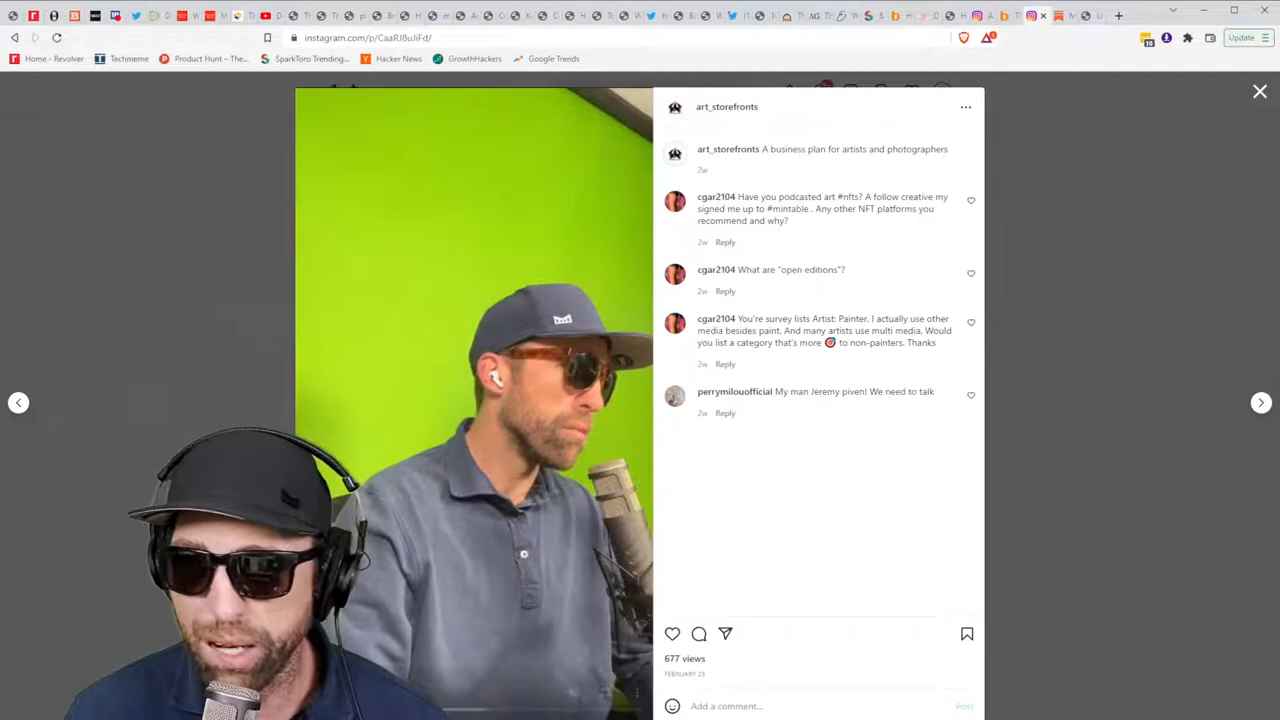 instagram.com/p/CaaRJ8uJiFd/
10
1
Update
Home - Revolver
Techmeme
Product Hunt – The...
SparkToro Trending...
Hacker News
GrowthHackers
Google Trends
art_storefronts
art_storefronts A business plan for artists and photographers
2w
cgar2104 Have you podcasted art #nfts? A follow creative my
signed me up to #mintable . Any other NFT platforms you
recommend and why?
2w Reply
cgar2104 What are "open editions"?
2w Reply
cgar2104 You're survey lists Artist: Painter. I actually use other
media besides paint. And many artists use multi media. Would
you list a category that's more 🎯 to non-painters. Thanks
2w Reply
perrymilouofficial My man Jeremy piven! We need to talk
2w Reply
677 views
Add a comment...
Post